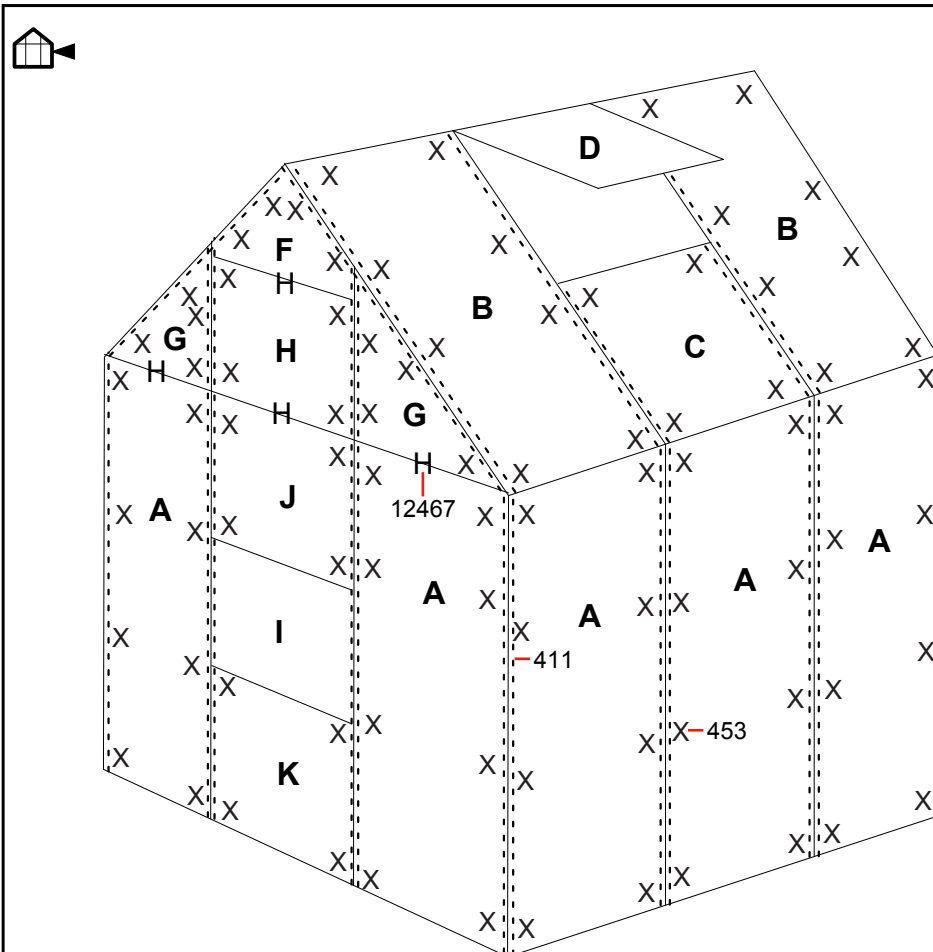 X
X
X D
X
X X X
X X B
F X
X X X
X H X
X X X X
X X X X
G X H X B C X
X H X X X X X
X X X X X
X H X X G X X X
X J X H X X X X
X A X 12467 X X X
X X X A
X X X A X
X A X X
X I A X X
X X X 411 X
X X X X
X X X X 453
K X X X
X X X X
X X X X
X X X